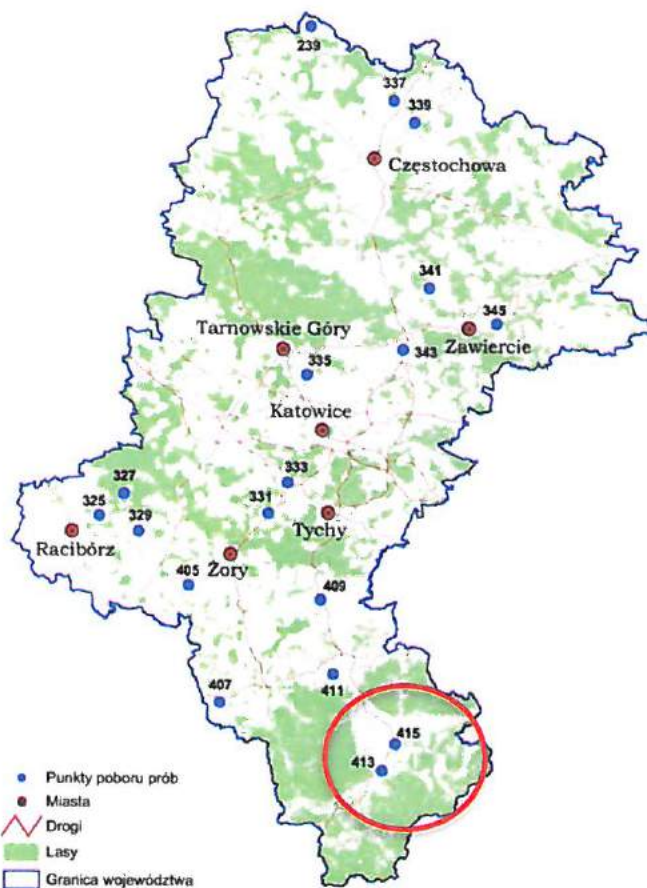 239
337
339
Częstochowa
341
345
Tarnowskie Góry
Zawiercie
343
335
Katowice
333
327
331
325
Tychy
329
Racibórz
Żory
405
409
411
407
415
413
Punkty poboru prób
Miasta
Drogi
Lasy
Granica województwa